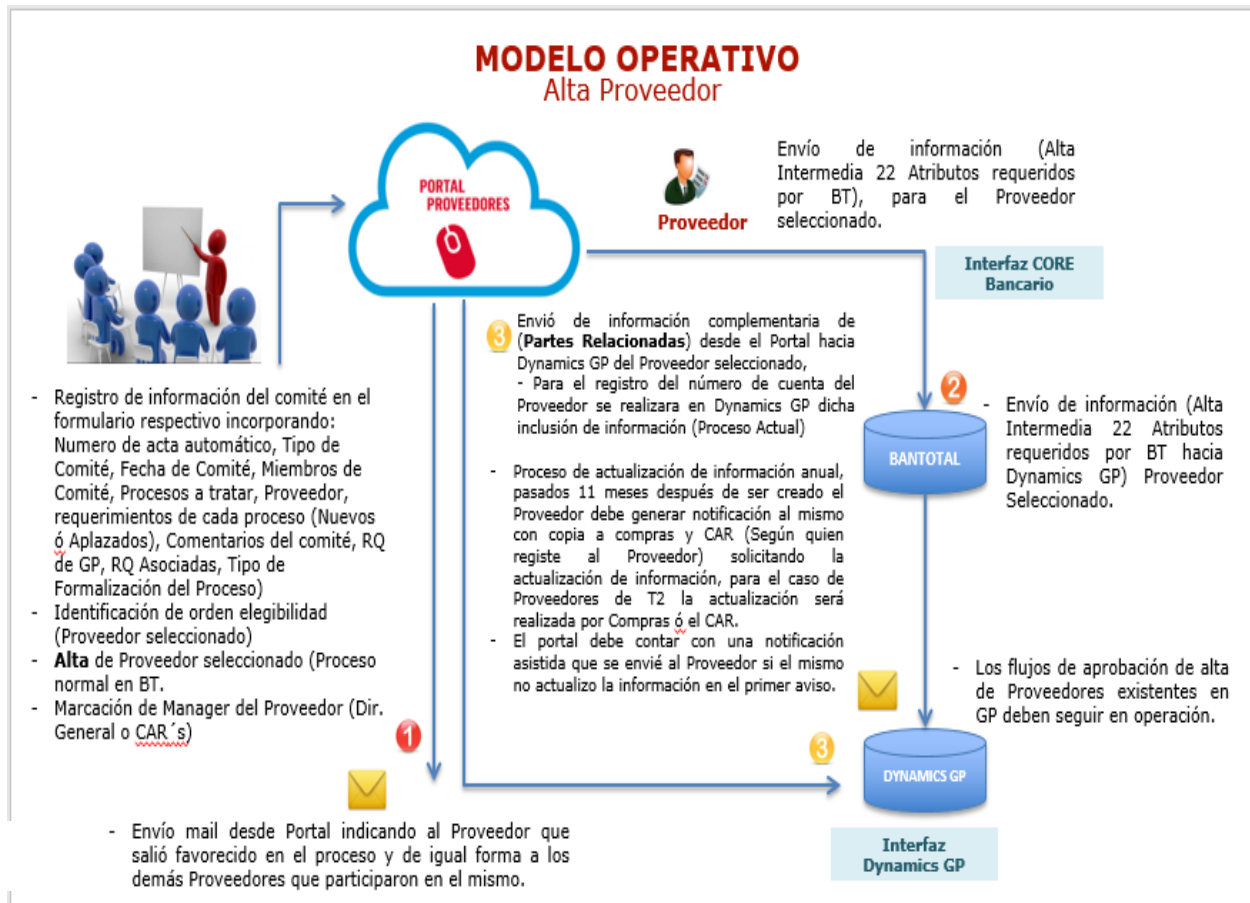 MODELO OPERATIVO
Alta Proveedor
PORTAL
PROVEEDORES
Proveedor
Envío de información (Alta
Intermedia 22 Atributos requeridos
por BT), para el Proveedor
seleccionado.
Interfaz CORE
Bancario
- Registro de información del comité en el
formulario respectivo incorporando:
Numero de acta automático, Tipo de
Comité, Fecha de Comité, Miembros de
Comité, Procesos a tratar, Proveedor,
requerimientos de cada proceso (Nuevos
ó Aplazados), Comentarios del comité, RQ
de GP, RQ Asociadas, Tipo de
Formalización del Proceso)
- Identificación de orden elegibilidad
(Proveedor seleccionado)
- Alta de Proveedor seleccionado (Proceso
normal en BT.
- Marcación de Manager del Proveedor (Dir.
General o CAR´s)
1
3
Envió de información complementaria de
(Partes Relacionadas) desde el Portal hacia
Dynamics GP del Proveedor seleccionado,
- Para el registro del número de cuenta del
Proveedor se realizara en Dynamics GP dicha
inclusión de información (Proceso Actual)
- Proceso de actualización de información anual,
pasados 11 meses después de ser creado el
Proveedor debe generar notificación al mismo
con copia a compras y CAR (Según quien
registe al Proveedor) solicitando la
actualización de información, para el caso de
Proveedores de T2 la actualización será
realizada por Compras ó el CAR.
- El portal debe contar con una notificación
asistida que se envié al Proveedor si el mismo
no actualizo la información en el primer aviso.
2
BANTOTAL
- Envío de información (Alta
Intermedia 22 Atributos
requeridos por BT hacia
Dynamics GP) Proveedor
Seleccionado.
- Los flujos de aprobación de alta
de Proveedores existentes en
GP deben seguir en operación.
3
DYNAMICS GP
Interfaz
Dynamics GP
- Envío mail desde Portal indicando al Proveedor que
salió favorecido en el proceso y de igual forma a los
demás Proveedores que participaron en el mismo.